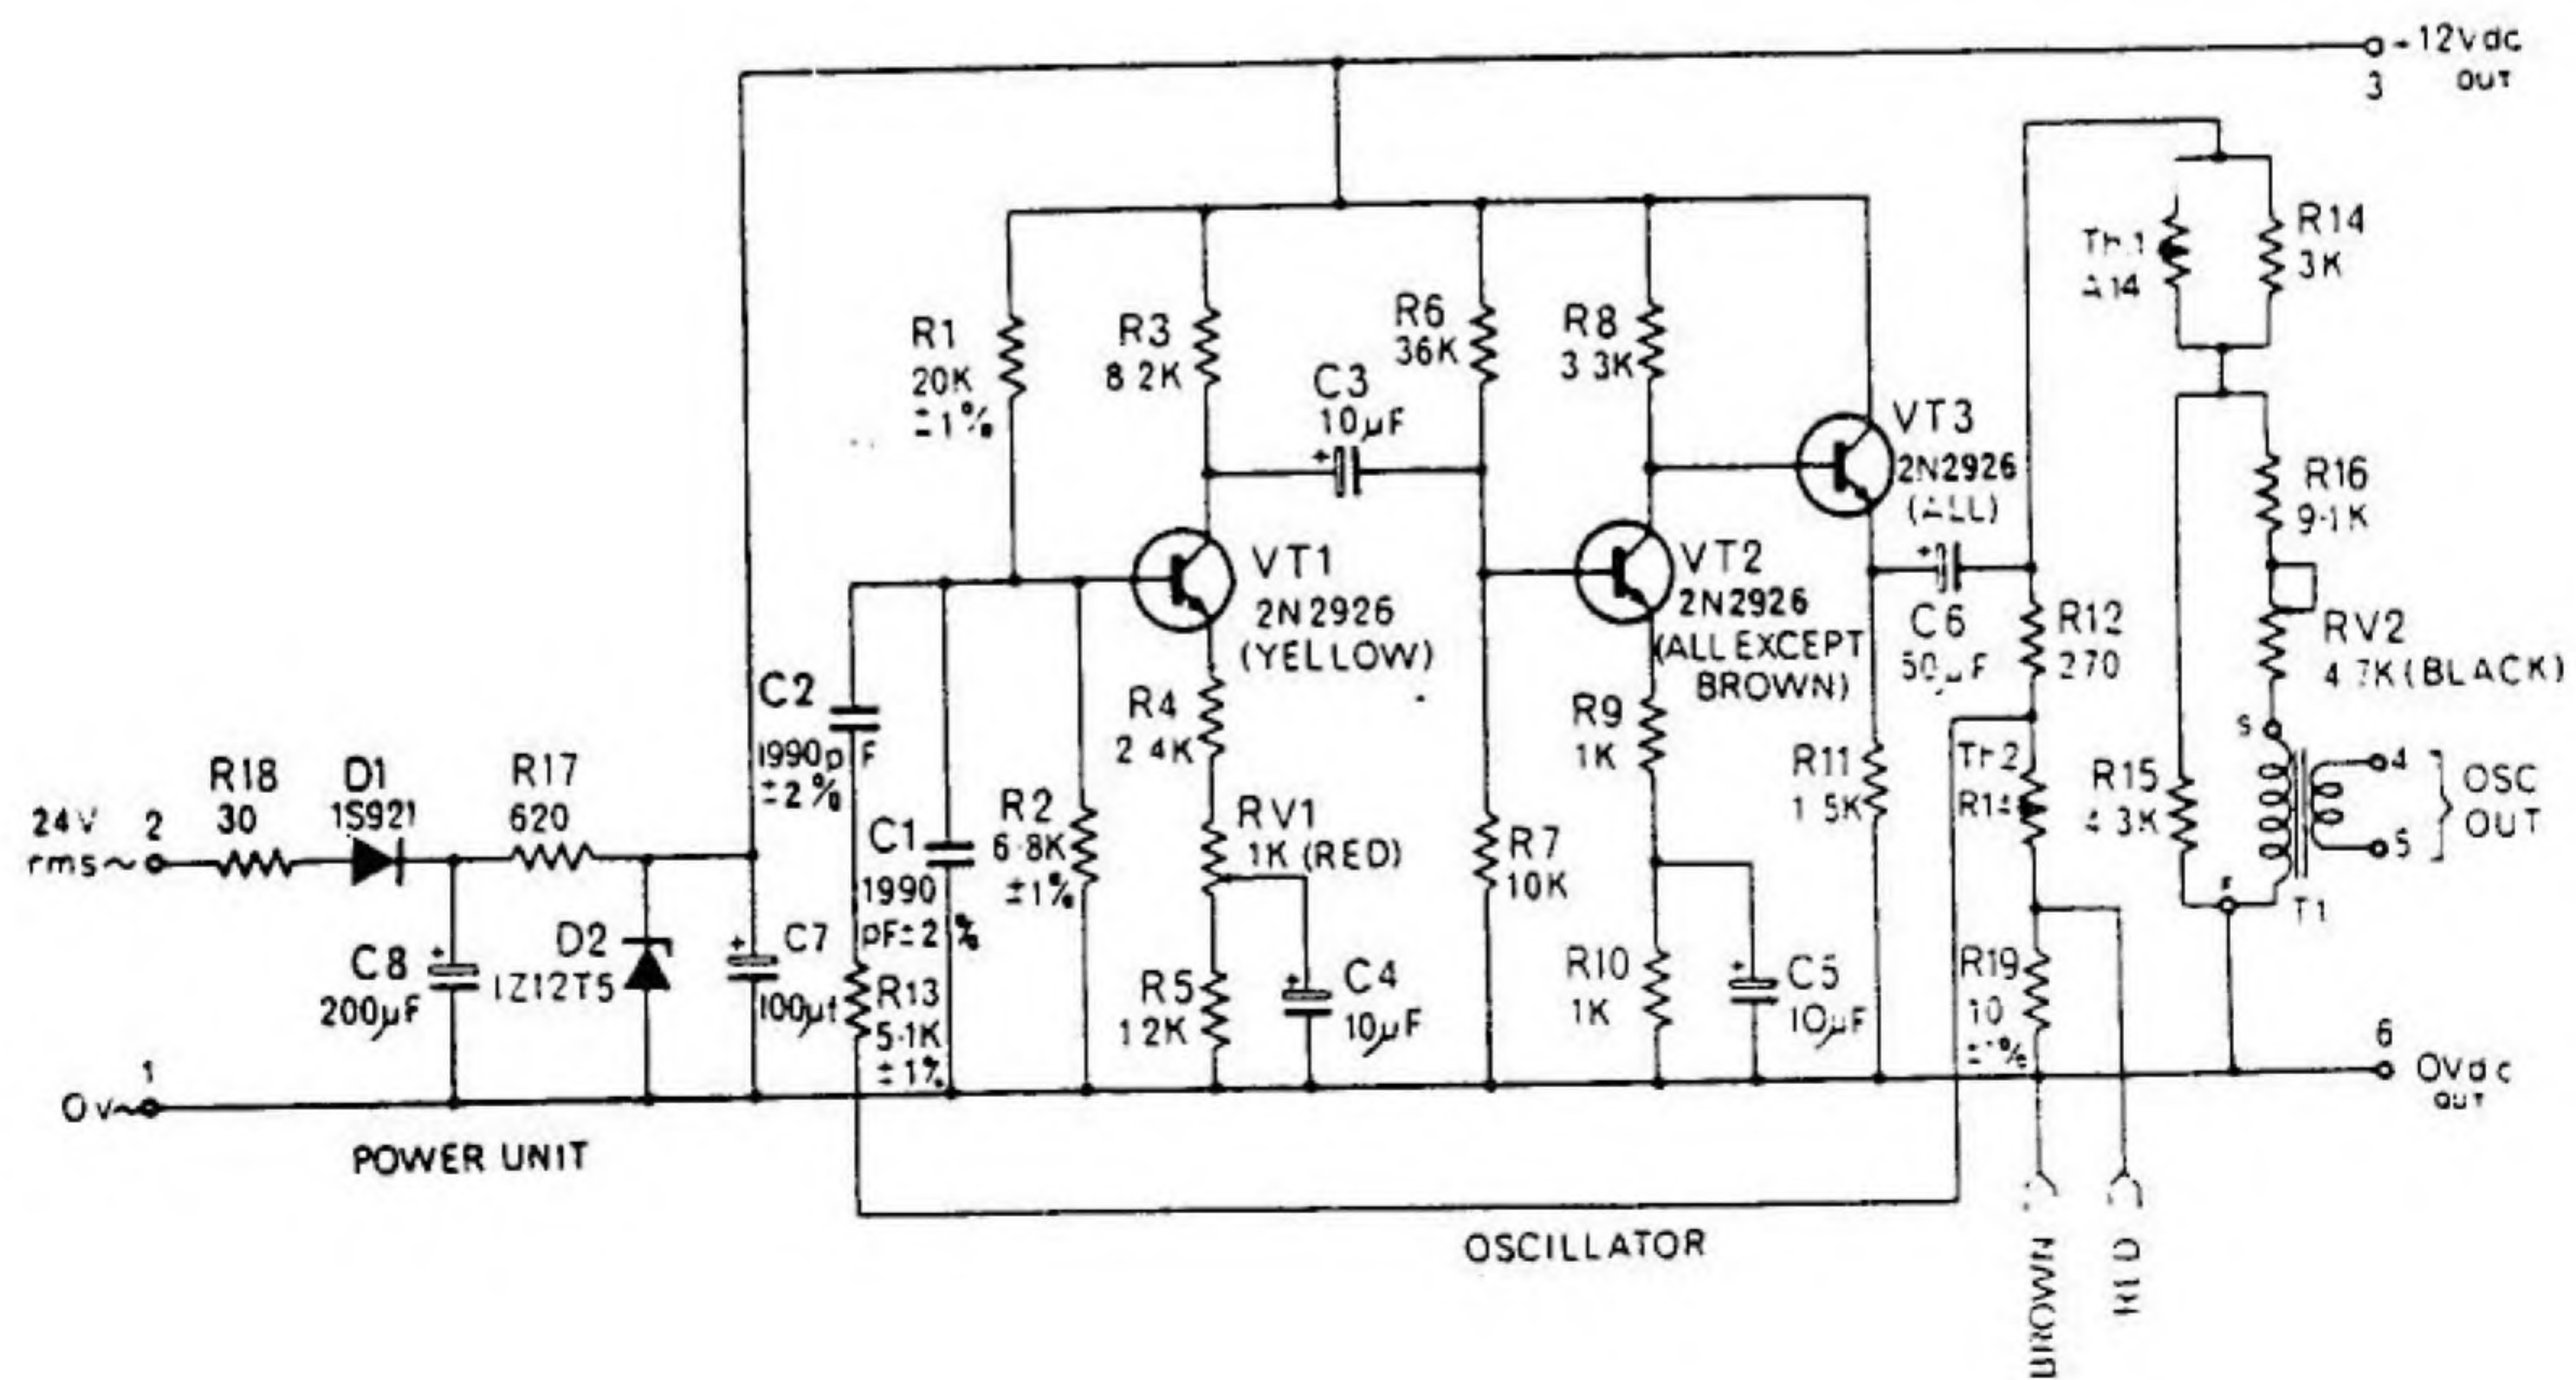 -12Vdc
3 OUT
R14
3K
A14
R1
20K
±1%
R3
8 2K
C3
10µF
R6
36K
R8
3 3K
VT3
2N2926
(ALL)
R16
9·1K
VT1
2N2926
(YELLOW)
VT2
2N2926
(ALL EXCEPT
BROWN)
C6
50µF
R12
270
RV2
4 7K (BLACK)
C2
1990pF
±2%
R4
2 4K
R9
1K
R11
1 5K
Th2
R15
4 3K
S
4
5
OSC
OUT
F
T1
24V
rms~
2
R18
30
D1
1S921
R17
620
C1
1990
pF±2%
R2
6·8K
±1%
RV1
1K (RED)
R7
10K
C8
200µF
D2
1Z12T5
C7
100µf
R13
5·1K
±1%
R5
12K
C4
10µF
R10
1K
C5
10µF
R19
10
6
0Vdc
OUT
0v~
1
POWER UNIT
OSCILLATOR